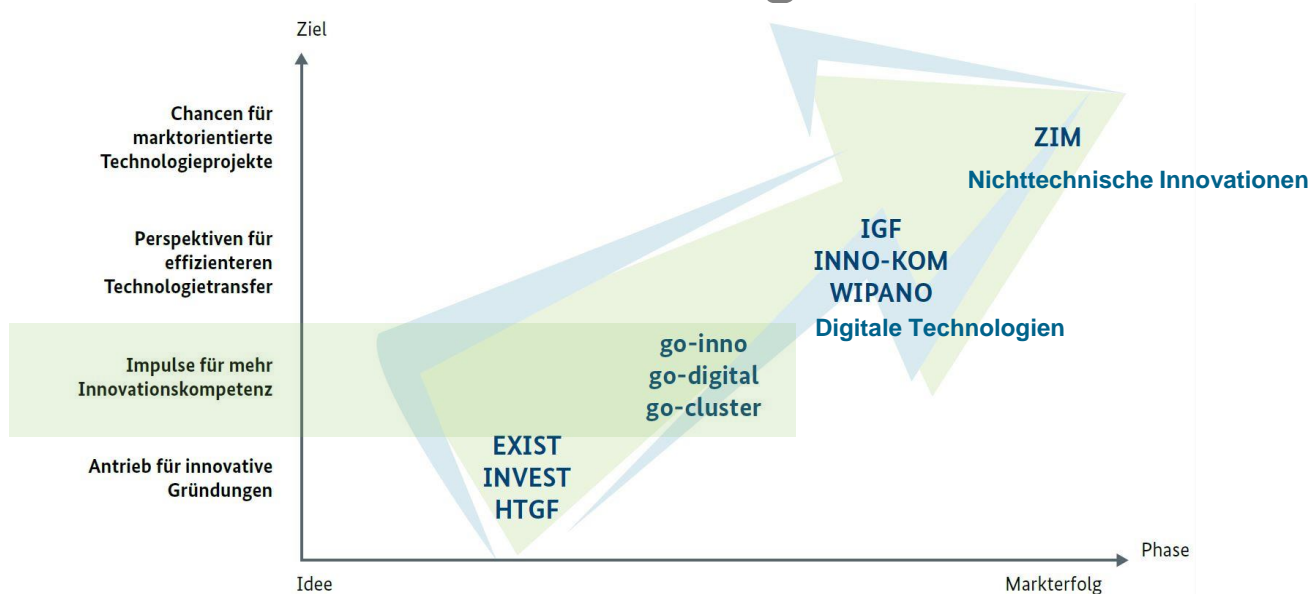 Ziel
Chancen für
marktorientierte
Technologieprojekte
ZIM
Nichttechnische Innovationen
Perspektiven für
effizienteren
Technologietransfer
IGF
INNO-KOM
WIPANO
Digitale Technologien
Impulse für mehr
Innovationskompetenz
go-inno
go-digital
go-cluster
Antrieb für innovative
Gründungen
EXIST
INVEST
HTGF
Phase
Idee
Markterfolg